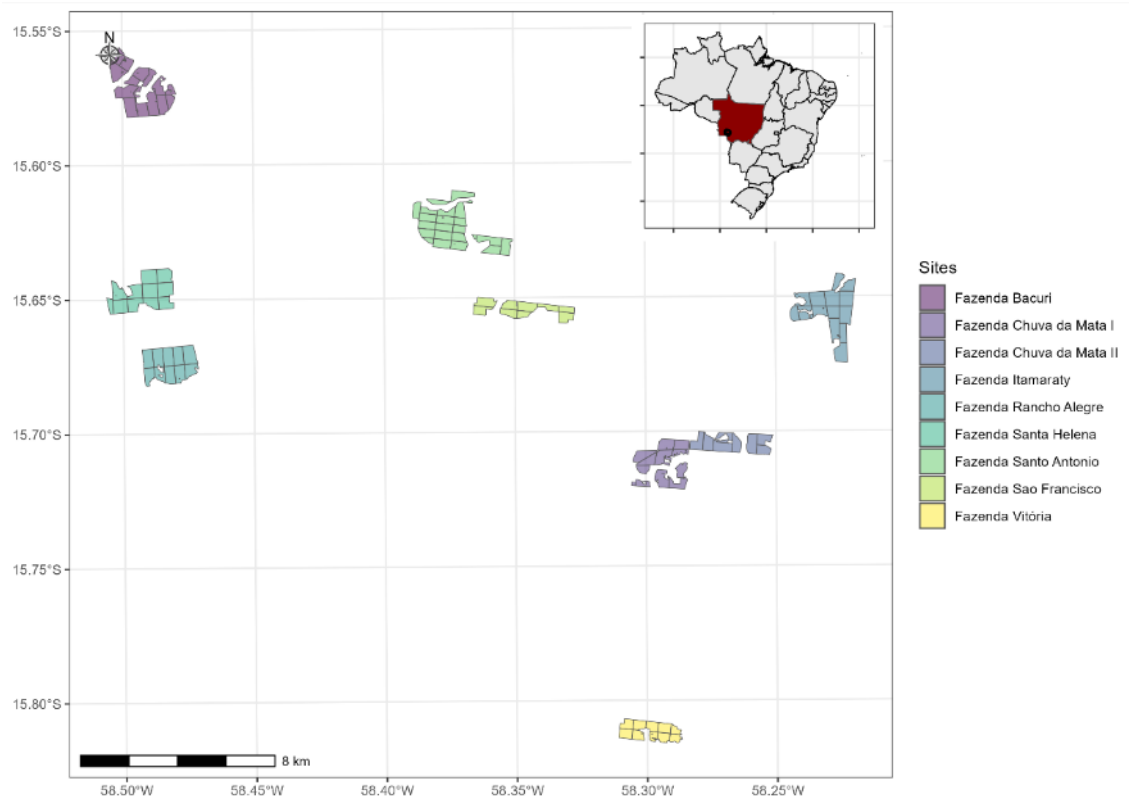 N
15.55°S
15.60°S
15.65°S
15.70°S
15.75°S
15.80°S
8 km
58.50°W
58.45°W
58.40°W
58.35°W
58.30°W
58.25°W
Sites
Fazenda Bacuri
Fazenda Chuva da Mata I
Fazenda Chuva da Mata II
Fazenda Itamaraty
Fazenda Rancho Alegre
Fazenda Santa Helena
Fazenda Santo Antonio
Fazenda Sao Francisco
Fazenda Vitória